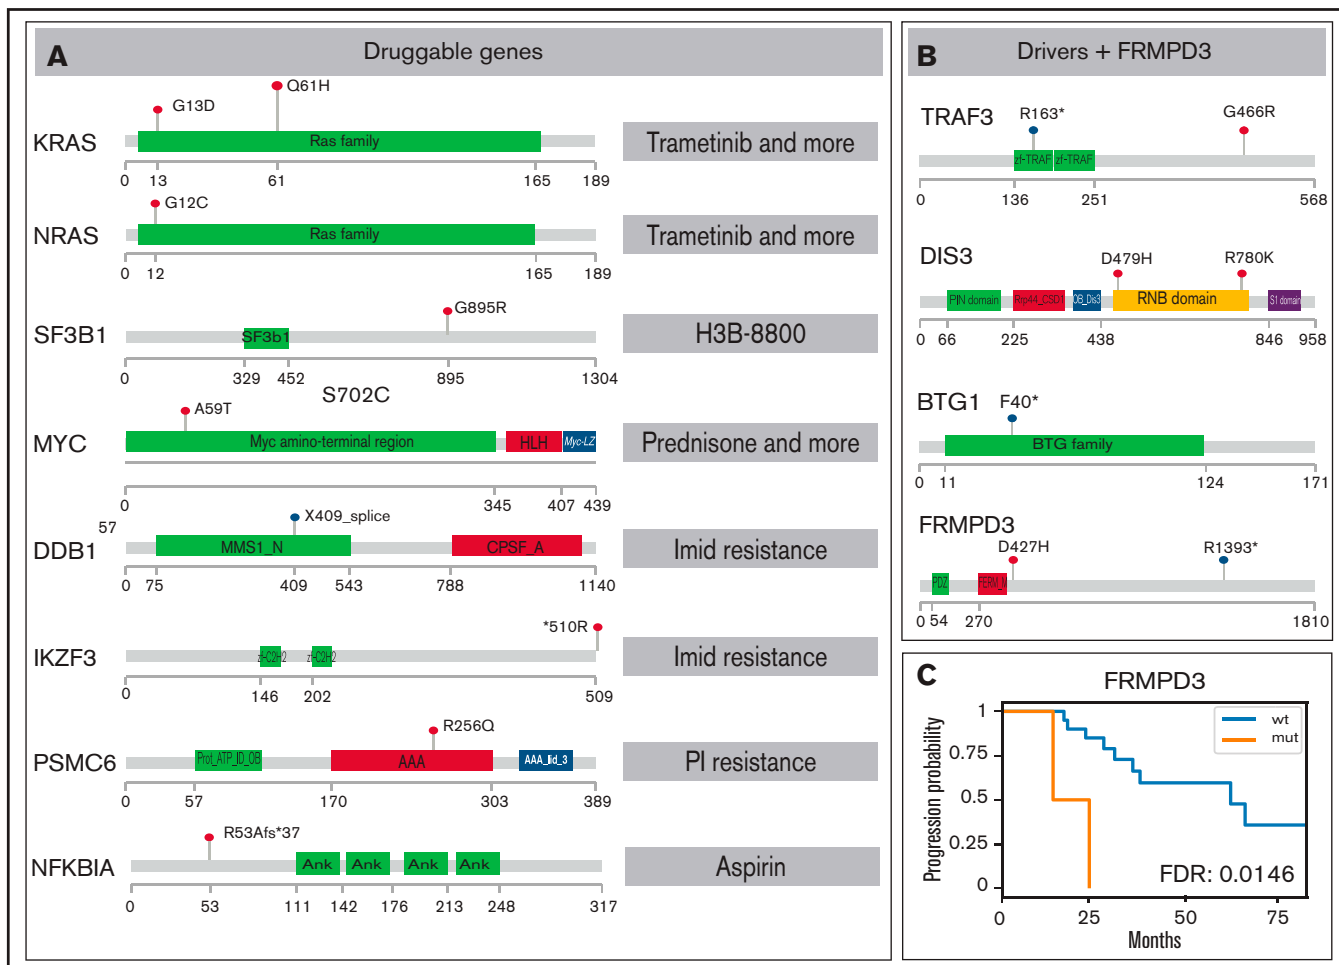 A
Druggable genes
KRAS
G13D
Q61H
Ras family
0 13 61 165 189
Trametinib and more
NRAS
G12C
Ras family
0 12 165 189
Trametinib and more
SF3B1
G895R
SF3b1
0 329 452 895 1304
H3B-8800
S702C
MYC
A59T
Myc amino-terminal region
HLH
Myc-LZ
0 345 407 439
Prednisone and more
57
DDB1
X409_splice
MMS1_N
CPSF_A
0 75 409 543 788 1140
Imid resistance
IKZF3
*510R
zf-C2H2
zf-C2H2
0 146 202 509
Imid resistance
PSMC6
R256Q
Prot_ATP_ID_OB
AAA
AAA_lid_3
0 57 170 303 389
PI resistance
NFKBIA
R53Afs*37
Ank Ank Ank Ank
0 53 111 142 176 213 248 317
Aspirin
B
Drivers + FRMPD3
TRAF3
R163*
G466R
zf-TRAF zf-TRAF
0 136 251 568
DIS3
D479H
R780K
PIN domain
Rrp44_CSD1
OB_Dis3
RNB domain
S1 domain
0 66 225 438 846 958
BTG1
F40*
BTG family
0 11 124 171
FRMPD3
D427H
R1393*
PDZ
FERM_M
0 54 270 1810
C
FRMPD3
wt
mut
Progression probability
1
0.75
0.5
0.25
0
FDR: 0.0146
0 25 50 75
Months